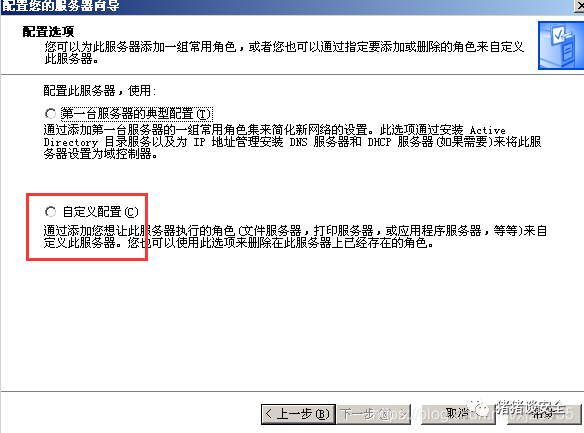 配置您的服务器向导
配置选项
您可以为此服务器添加一组常用角色，或者您也可以通过指定要添加或删除的角色来自定义
此服务器。
配置此服务器，使用:
第一台服务器的典型配置(T)
通过添加第一台服务器的一组常用角色集来简化新网络的设置。此选项通过安装 Active
Directory 目录服务以及为 IP 地址管理安装 DNS 服务器和 DHCP 服务器(如果需要)来将此服
务器设置为域控制器。
自定义配置(C)
通过添加您想让此服务器执行的角色(文件服务器，打印服务器，或应用程序服务器，等等)来自
定义此服务器。您也可以使用此选项来删除在此服务器上已经存在的角色。
< 上一步(B) 下一步 取消
猪猪谈安全